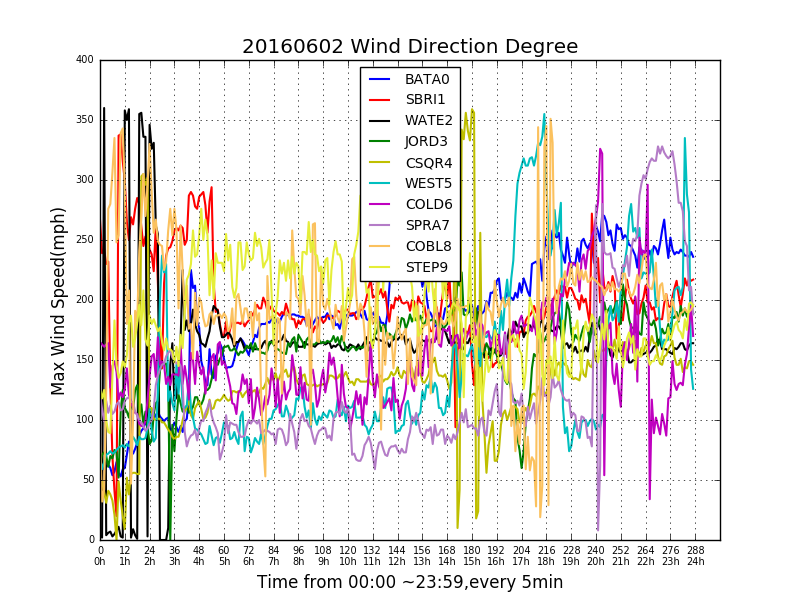 20160602 Wind Direction Degree
400
350
300
250
200
150
100
50
0
Max Wind Speed(mph)
BATA0
SBRI1
WATE2
JORD3
CSQR4
WEST5
COLD6
SPRA7
COBL8
STEP9
0 12 24 36 48 60 72 84 96 108 120 132 144 156 168 180 192 204 216 228 240 252 264 276 288
0h 1h 2h 3h 4h 5h 6h 7h 8h 9h 10h 11h 12h 13h 14h 15h 16h 17h 18h 19h 20h 21h 22h 23h 24h
Time from 00:00 ~23:59,every 5min